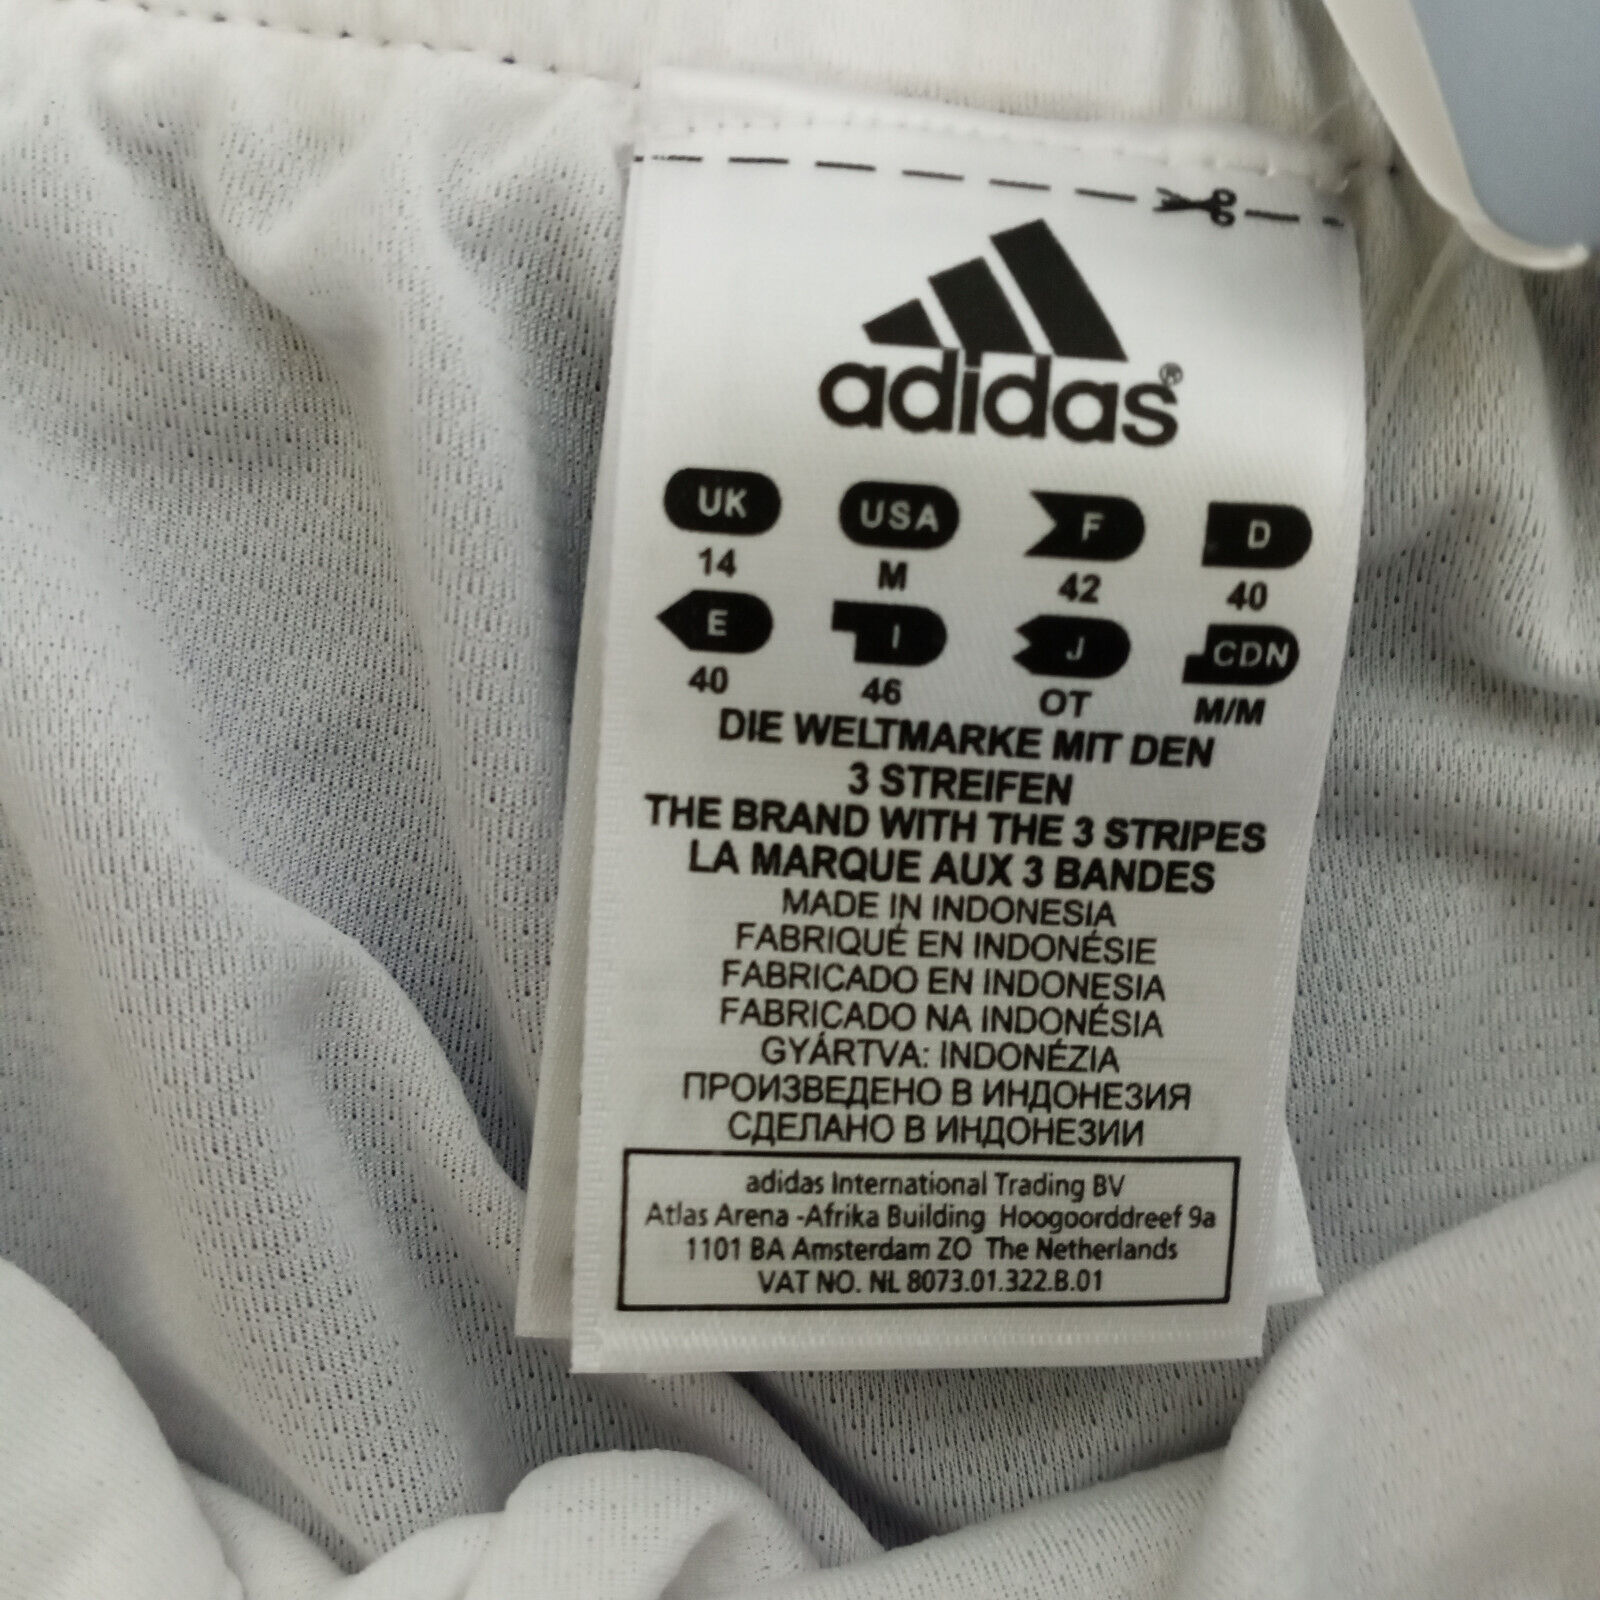 adidas®
UK USA F D
14 M 42 40
E I J CDN
40 46 OT M/M
DIE WELTMARKE MIT DEN
3 STREIFEN
THE BRAND WITH THE 3 STRIPES
LA MARQUE AUX 3 BANDES
MADE IN INDONESIA
FABRIQUÉ EN INDONÉSIE
FABRICADO EN INDONESIA
FABRICADO NA INDONÉSIA
GYÁRTVA: INDONÉZIA
ПРОИЗВЕДЕНО В ИНДОНЕЗИЯ
СДЕЛАНО В ИНДОНЕЗИИ
adidas International Trading BV
Atlas Arena -Afrika Building Hoogoorddreef 9a
1101 BA Amsterdam ZO The Netherlands
VAT NO. NL 8073.01.322.B.01